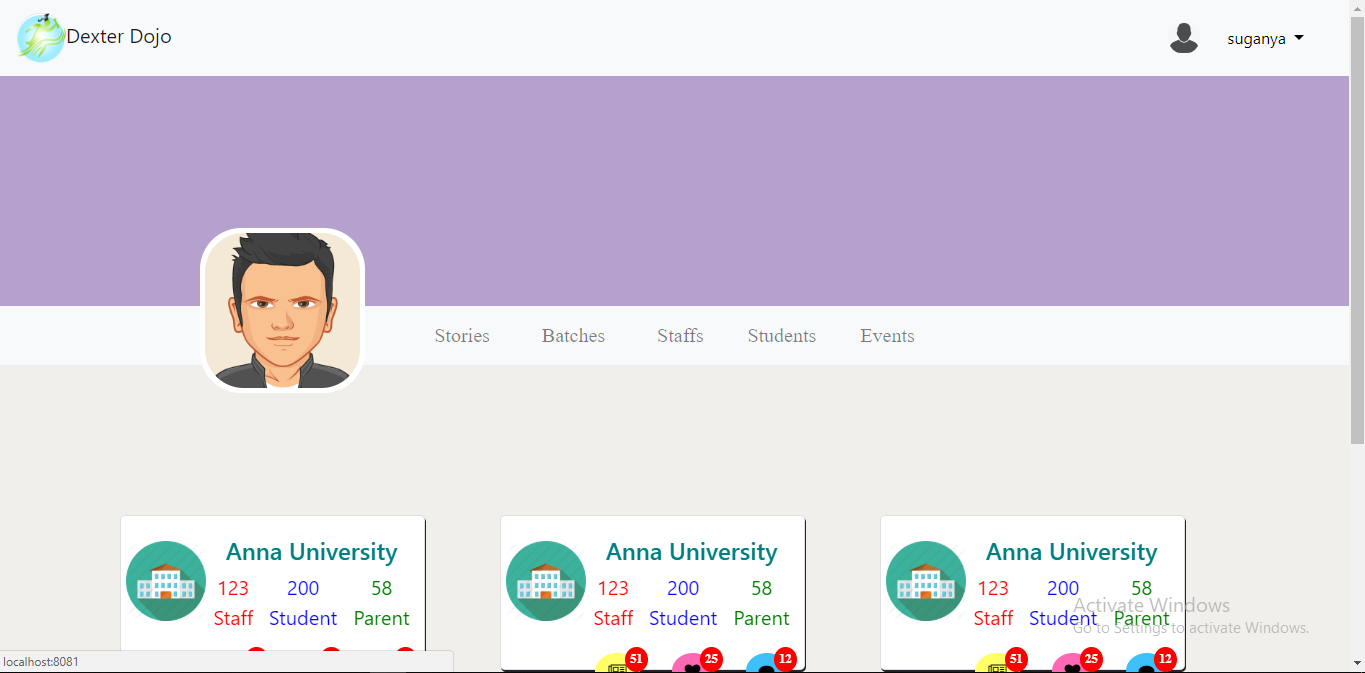 Dexter Dojo
suganya
Stories Batches Staffs Students Events
Anna University Anna University Anna University
123 200 58 123 200 58 123 200 58
Staff Student Parent Staff Student Parent Staff Student Parent
Activate Windows
Go to Settings to activate Windows.
51 25 12 51 25 12
localhost:8081